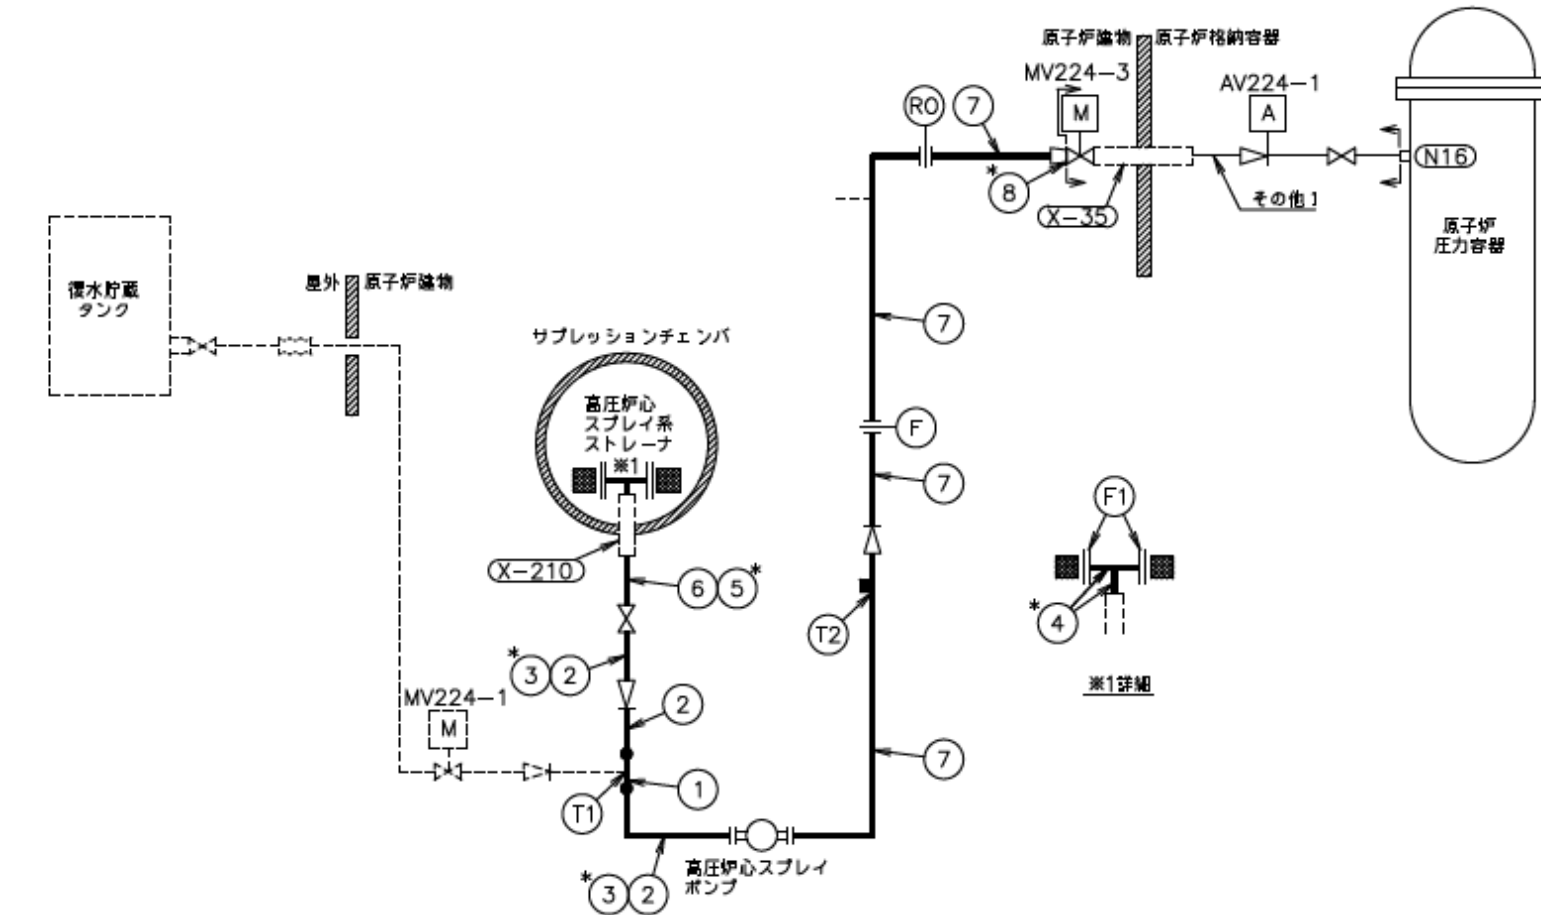 原子炉建物 原子炉格納容器
MV224-3
AV224-1
RO
7
M
A
*
8
X-35
その他1
N16
原子炉
圧力容器
復水貯蔵
タンク
屋外 原子炉建物
サプレッションチェンバ
7
高圧炉心
スプレイ系
ストレーナ
※1
F
7
F1
X-210
6 5 *
T2
* 4
* 3 2
※1詳細
MV224-1
M
2
7
1
T1
高圧炉心スプレイ
ポンプ
* 3 2